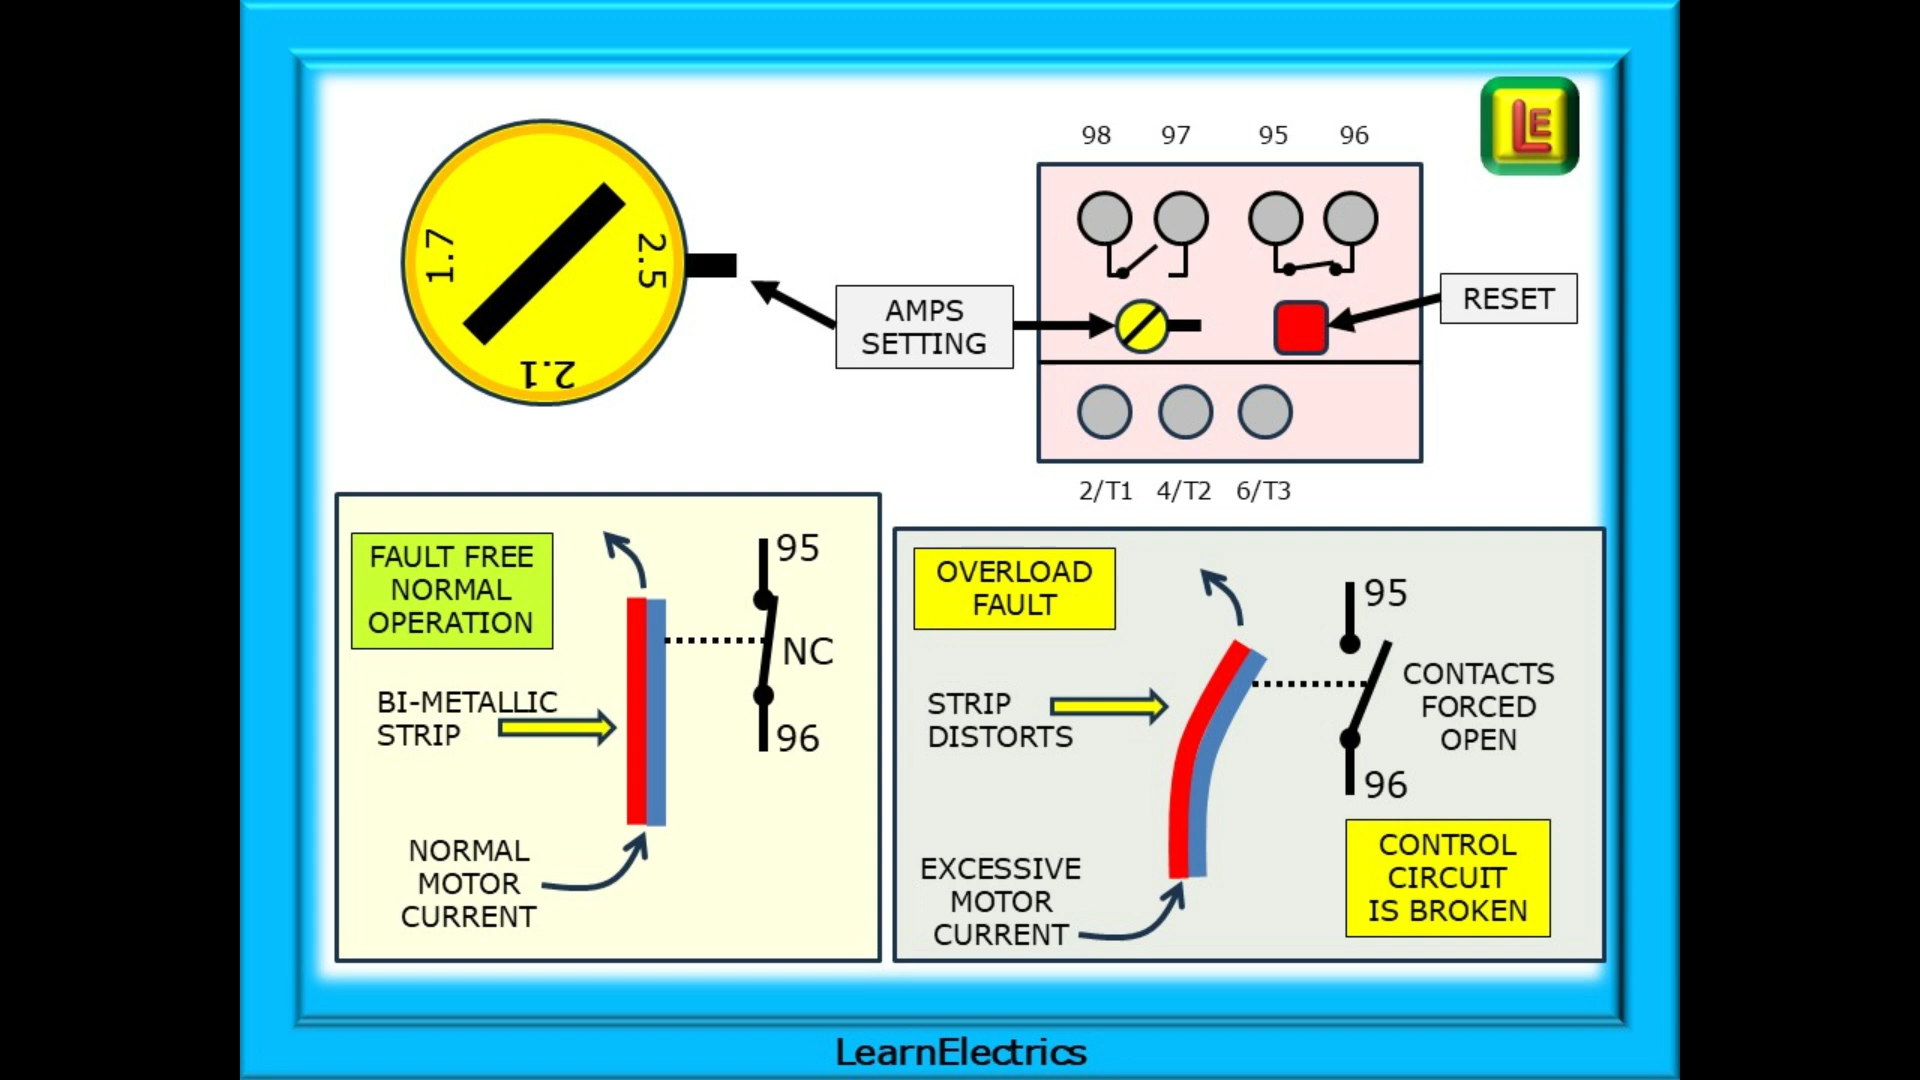 98 97 95 96
1.7
2.5
2.1
AMPS
SETTING
RESET
LE
2/T1 4/T2 6/T3
FAULT FREE
NORMAL
OPERATION
95
NC
BI-METALLIC
STRIP
96
NORMAL
MOTOR
CURRENT
OVERLOAD
FAULT
95
STRIP
DISTORTS
CONTACTS
FORCED
OPEN
96
EXCESSIVE
MOTOR
CURRENT
CONTROL
CIRCUIT
IS BROKEN
LearnElectrics